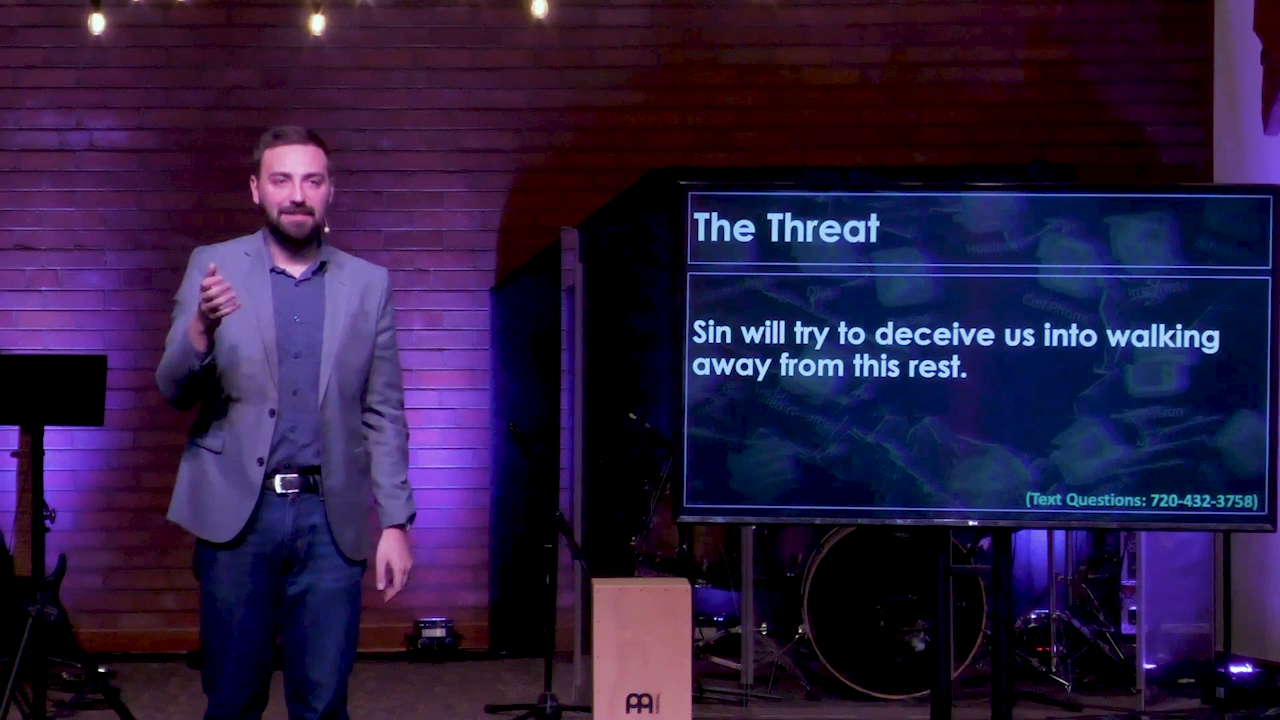 The Threat
Sin will try to deceive us into walking
away from this rest.
(Text Questions: 720-432-3758)